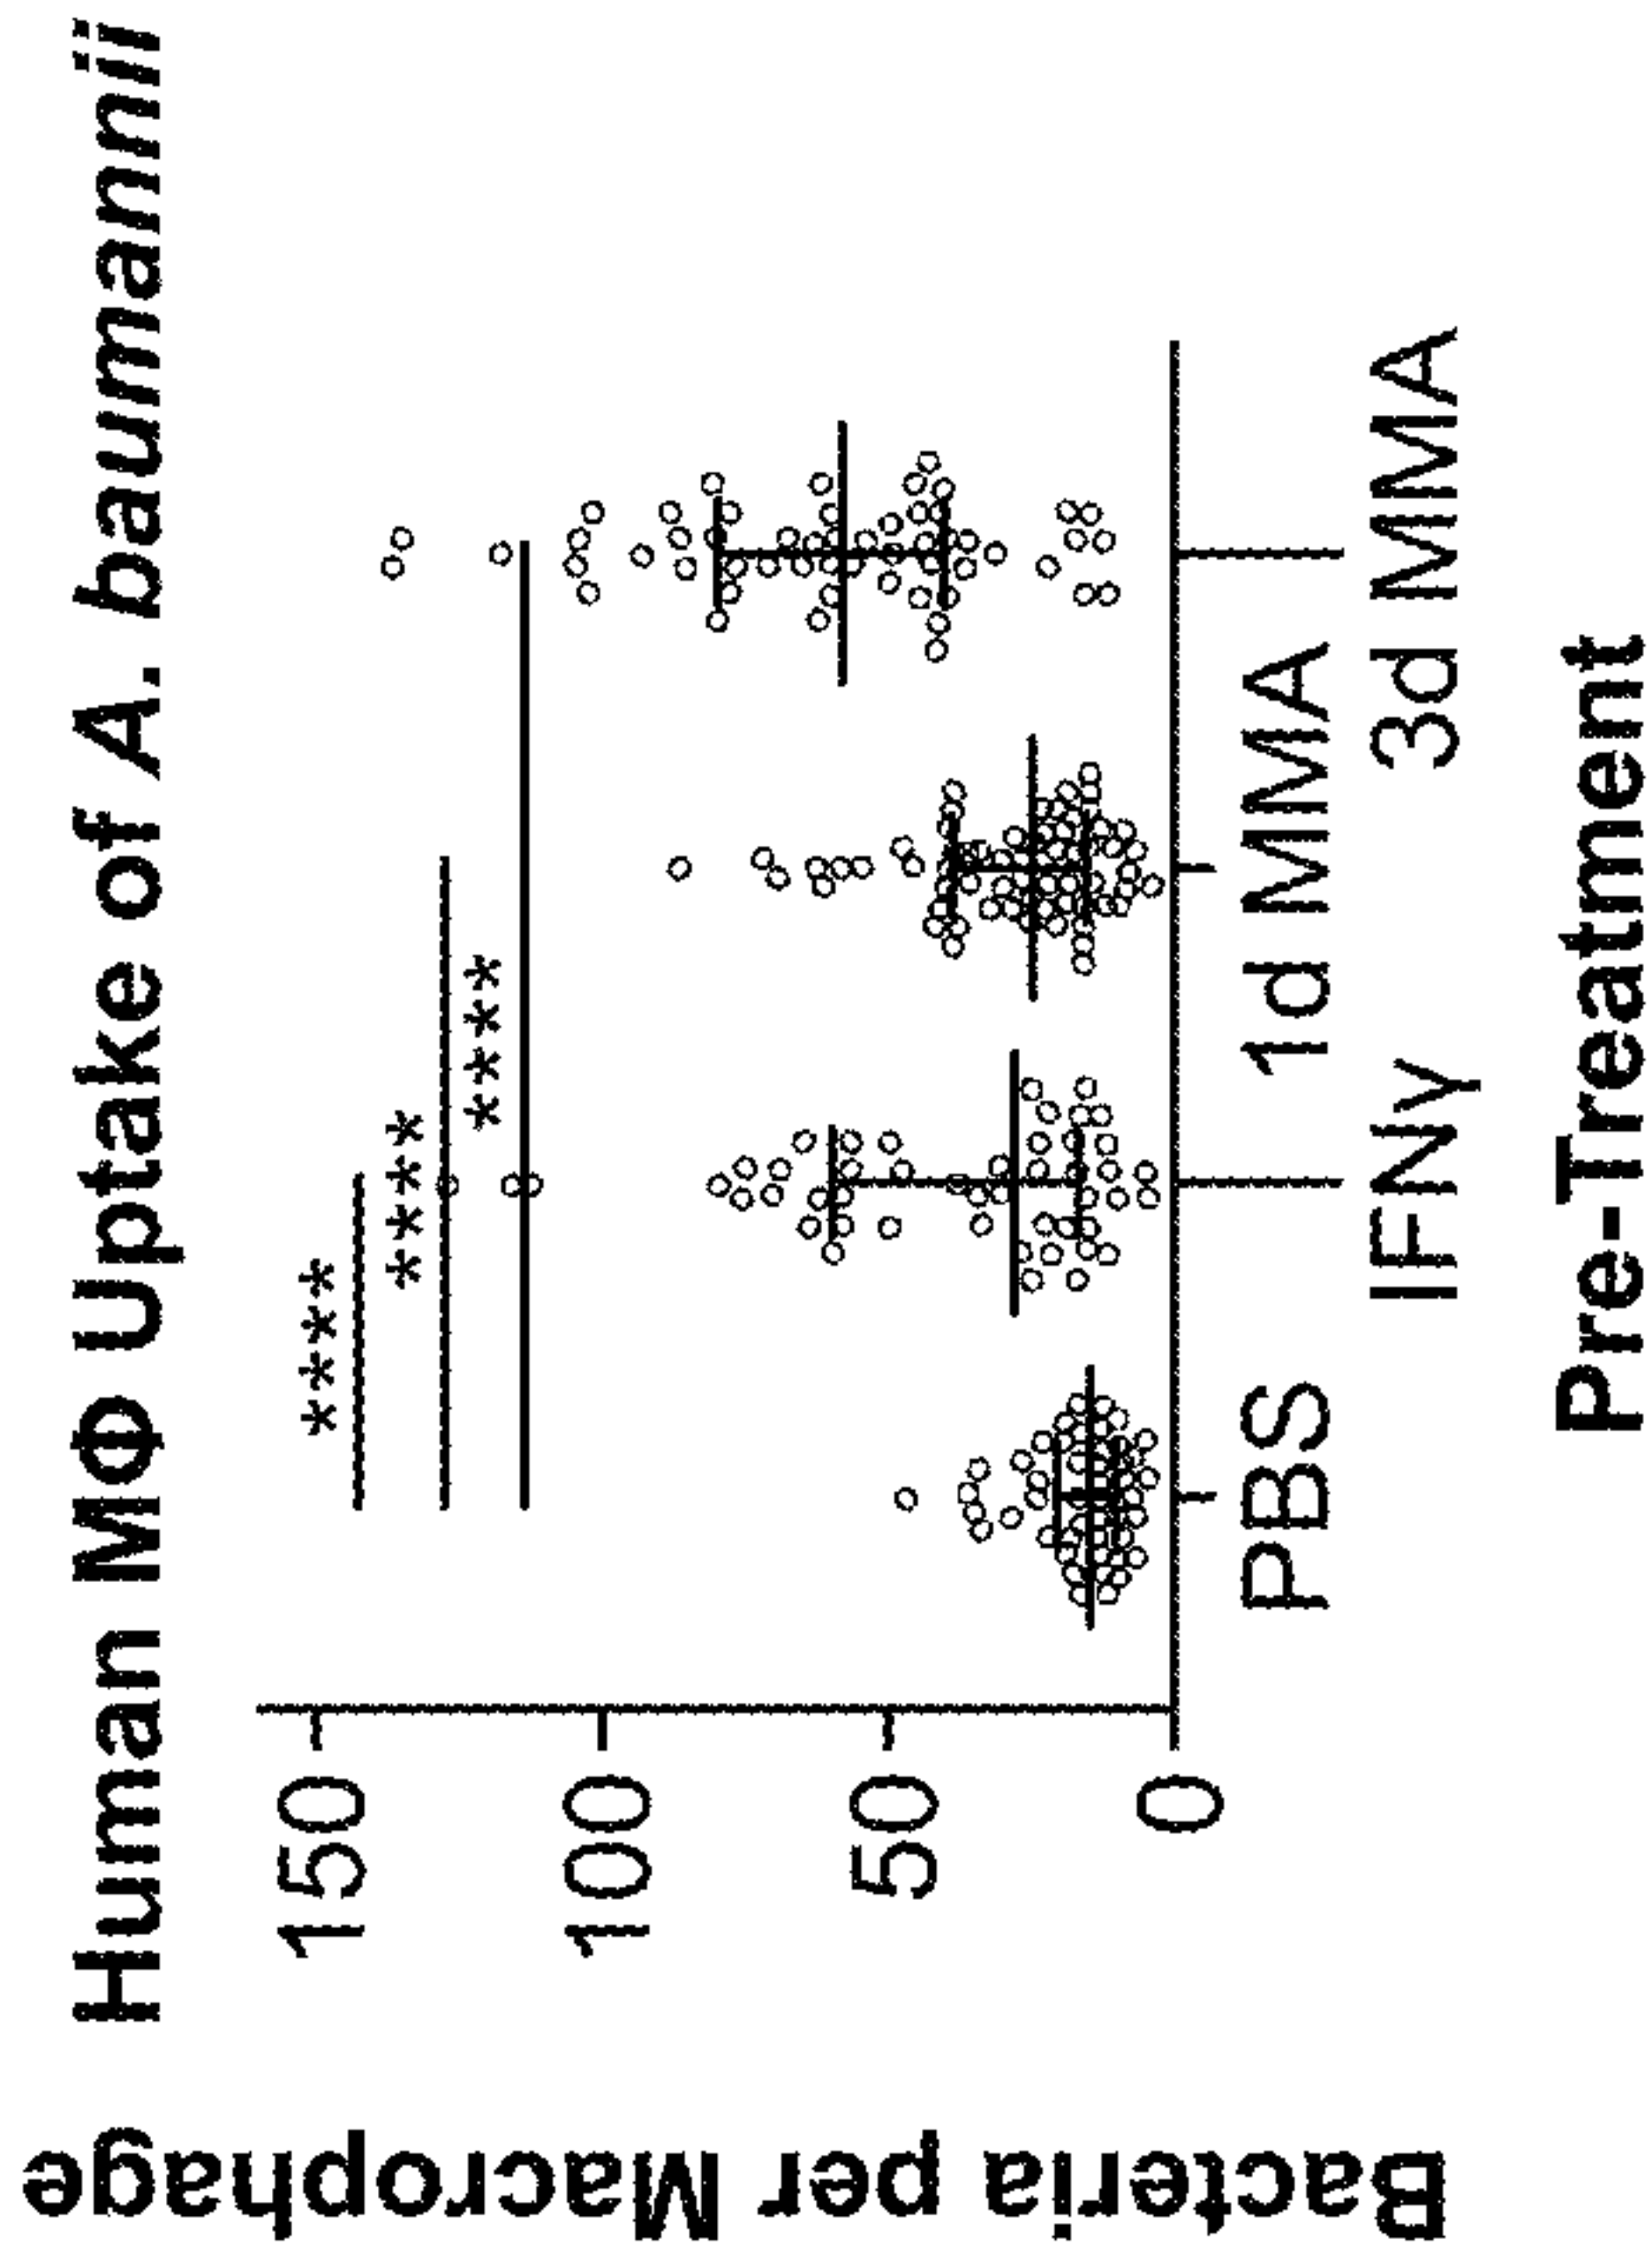 Human MΦ Uptake of A. baumannii
Bacteria per Macrophage
150
100
50
0
****
****
****
PBS
IFNγ
1d MMA
3d MMA
Pre-Treatment